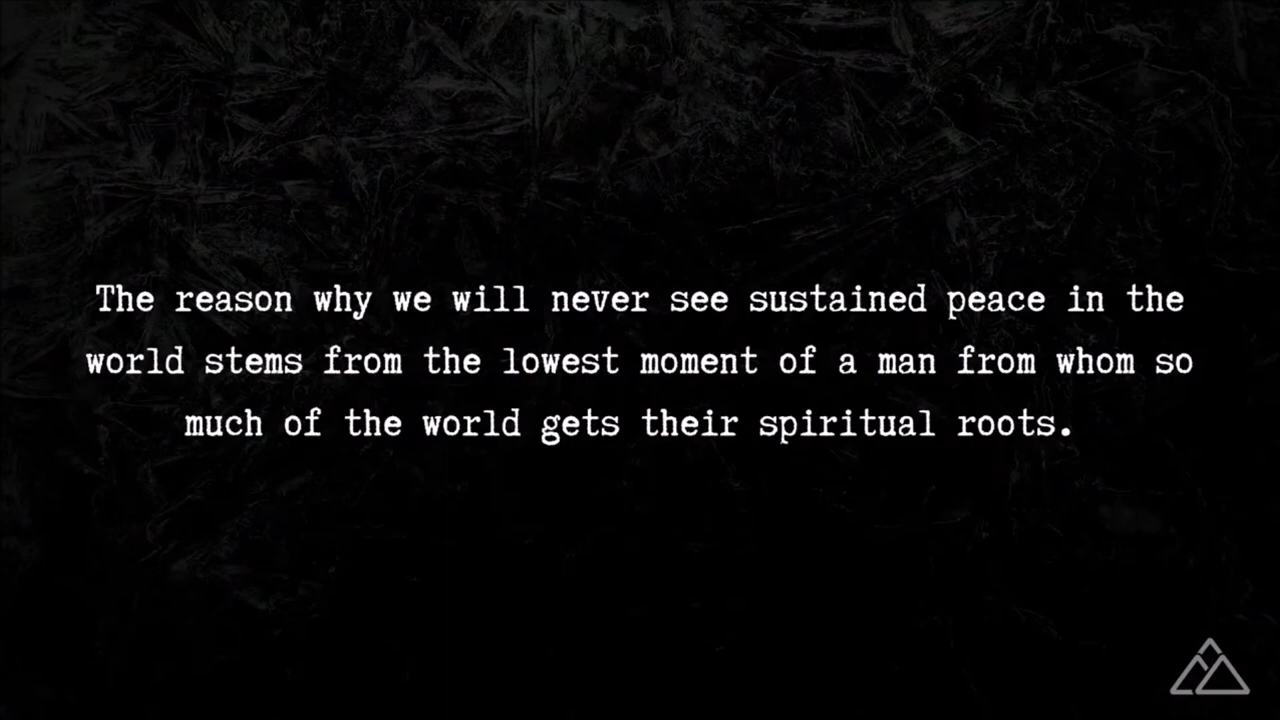 The reason why we will never see sustained peace in the
world stems from the lowest moment of a man from whom so
much of the world gets their spiritual roots.